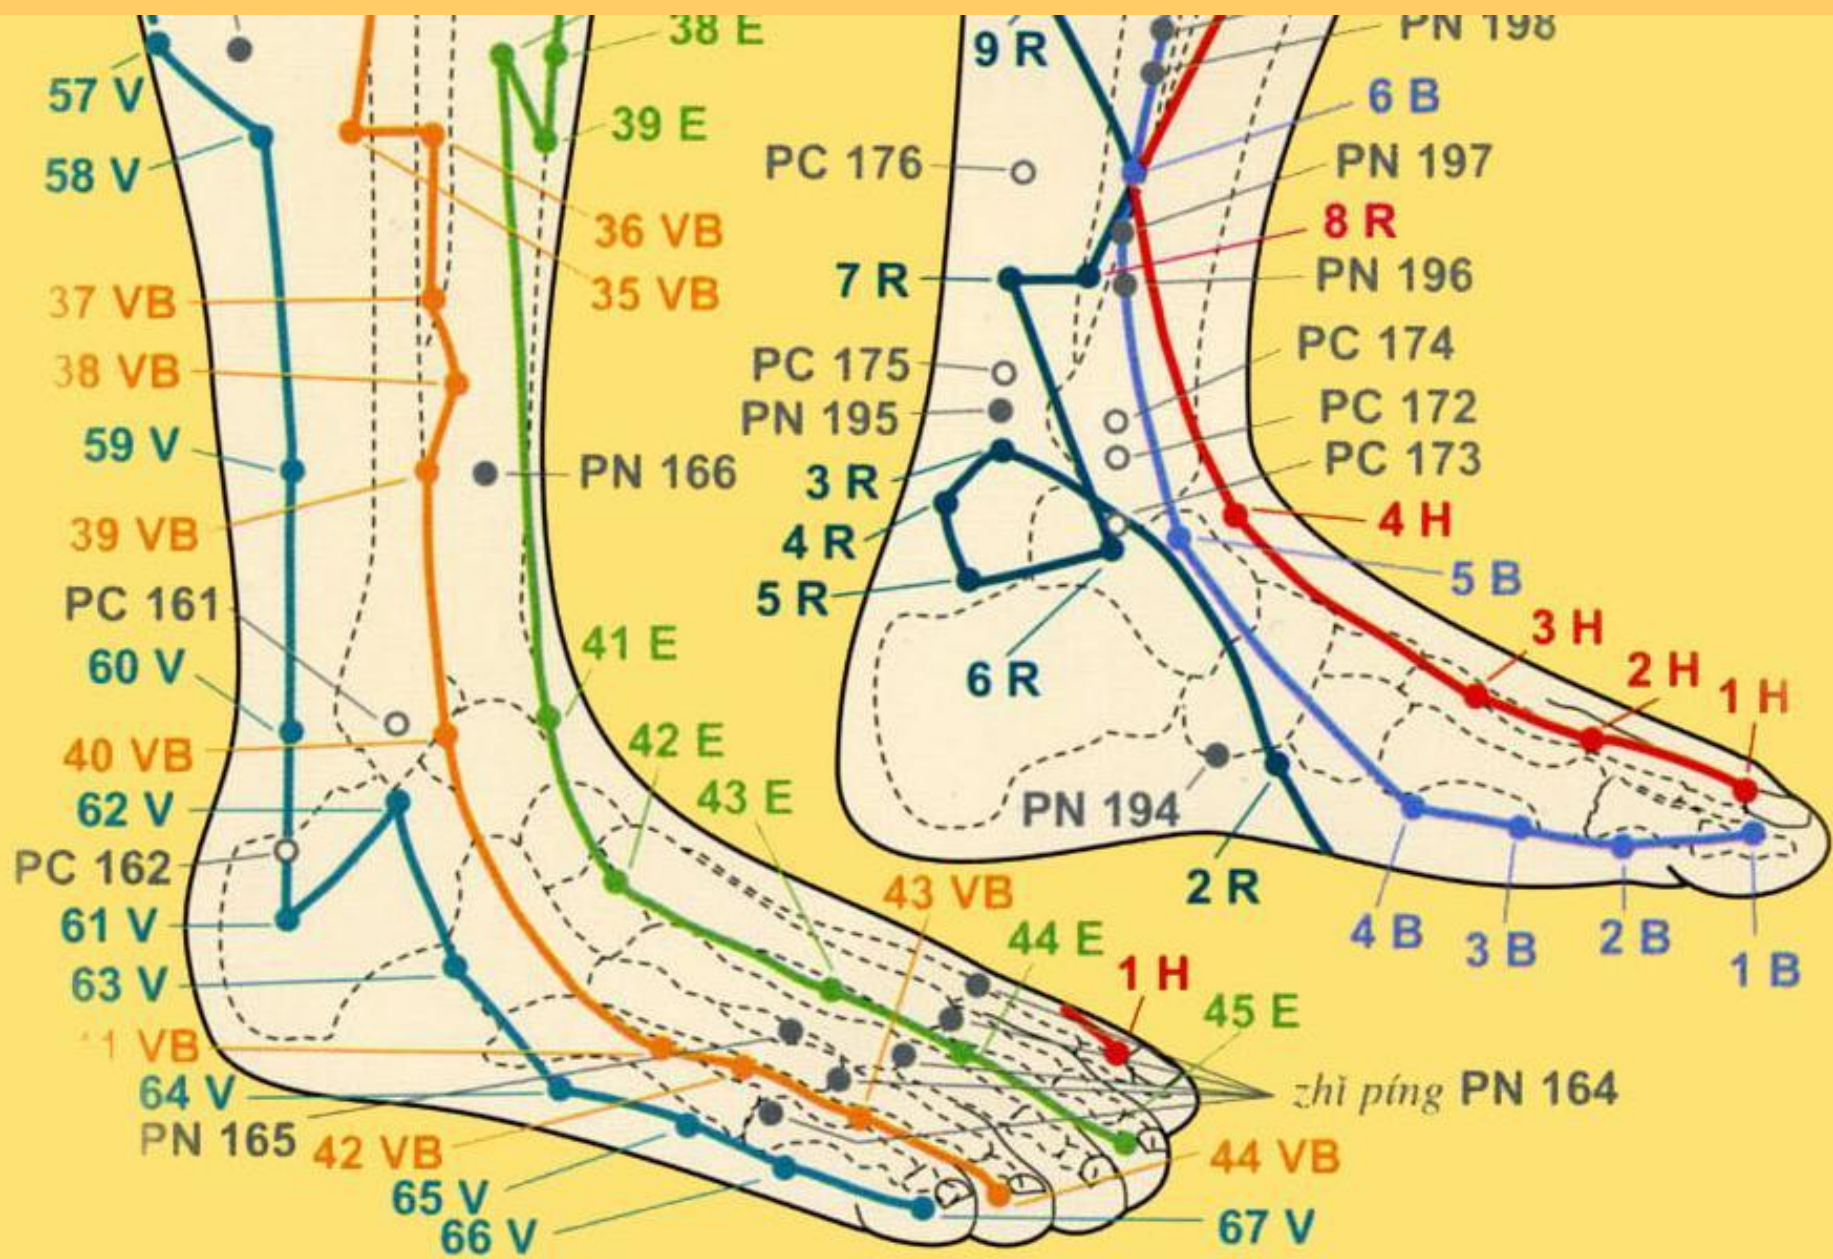 38 E
57 V
39 E
58 V
36 VB
35 VB
37 VB
38 VB
59 V
PN 166
39 VB
PC 161
41 E
60 V
42 E
40 VB
43 E
62 V
PC 162
43 VB
61 V
44 E
63 V
1 H
45 E
1 VB
64 V
zhĭ píng PN 164
PN 165
42 VB
44 VB
65 V
66 V
67 V
9 R
PN 198
6 B
PC 176
PN 197
8 R
7 R
PN 196
PC 174
PC 175
PC 172
PN 195
PC 173
3 R
4 H
4 R
5 B
5 R
3 H
6 R
2 H
1 H
PN 194
2 R
4 B
3 B
2 B
1 B